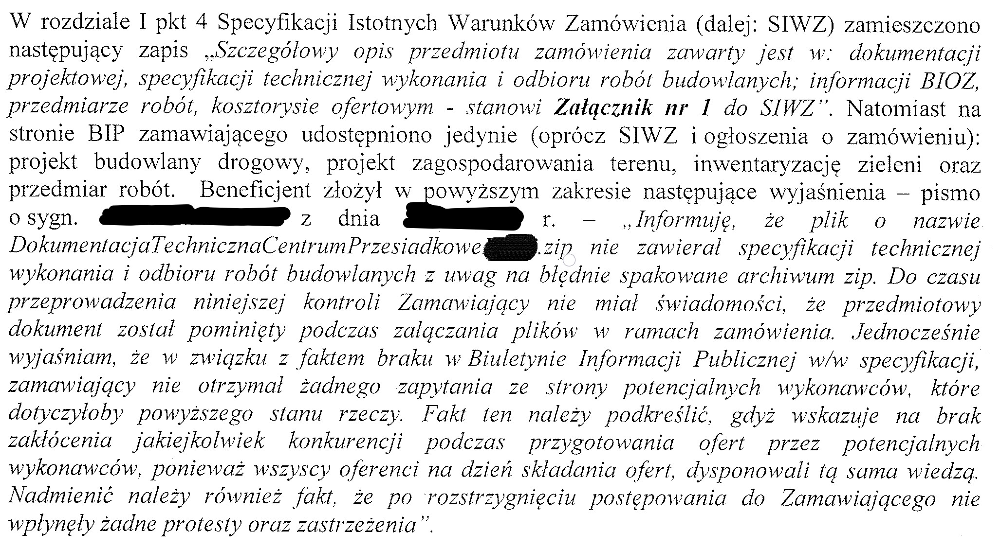 W rozdziale I pkt 4 Specyfikacji Istotnych Warunków Zamówienia (dalej: SIWZ) zamieszczono
następujący zapis „Szczegółowy opis przedmiotu zamówienia zawarty jest w: dokumentacji
projektowej, specyfikacji technicznej wykonania i odbioru robót budowlanych; informacji BIOZ,
przedmiarze robót, kosztorysie ofertowym - stanowi Załącznik nr 1 do SIWZ”. Natomiast na
stronie BIP zamawiającego udostępniono jedynie (oprócz SIWZ i ogłoszenia o zamówieniu):
projekt budowlany drogowy, projekt zagospodarowania terenu, inwentaryzację zieleni oraz
przedmiar robót. Beneficjent złożył w powyższym zakresie następujące wyjaśnienia – pismo
o sygn. z dnia r. – „Informuję, że plik o nazwie
DokumentacjaTechnicznaCentrumPrzesiadkowe .zip nie zawierał specyfikacji technicznej
wykonania i odbioru robót budowlanych z uwag na błędnie spakowane archiwum zip. Do czasu
przeprowadzenia niniejszej kontroli Zamawiający nie miał świadomości, że przedmiotowy
dokument został pominięty podczas załączania plików w ramach zamówienia. Jednocześnie
wyjaśniam, że w związku z faktem braku w Biuletynie Informacji Publicznej w/w specyfikacji,
zamawiający nie otrzymał żadnego zapytania ze strony potencjalnych wykonawców, które
dotyczyłoby powyższego stanu rzeczy. Fakt ten należy podkreślić, gdyż wskazuje na brak
zakłócenia jakiejkolwiek konkurencji podczas przygotowania ofert przez potencjalnych
wykonawców, ponieważ wszyscy oferenci na dzień składania ofert, dysponowali tą sama wiedzą.
Nadmienić należy również fakt, że po rozstrzygnięciu postępowania do Zamawiającego nie
wpłynęły żadne protesty oraz zastrzeżenia”.